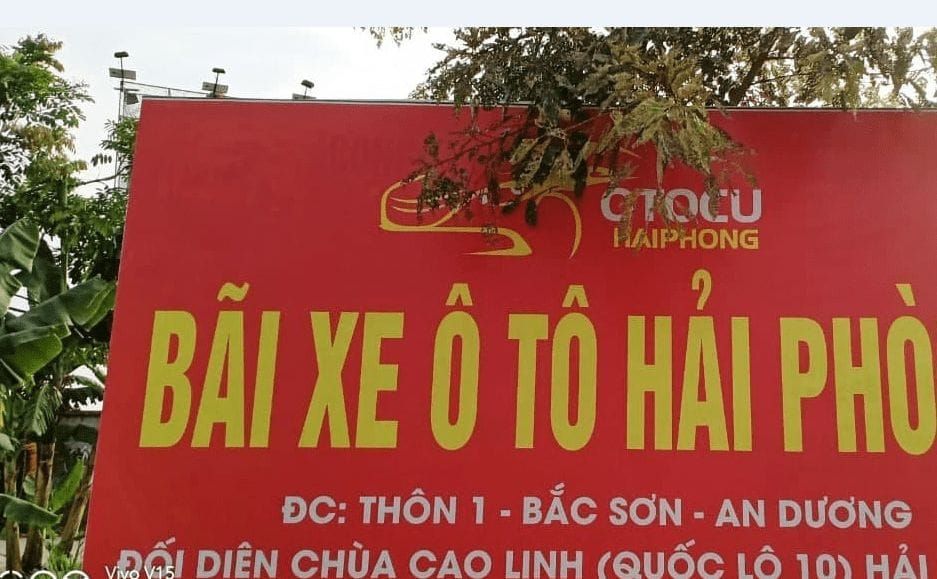 OTOCU
HAIPHONG
BÃI XE Ô TÔ HẢI PHÒ
ĐC: THÔN 1 - BẮC SƠN - AN DƯƠNG
ĐỐI DIỆN CHÙA CAO LINH (QUỐC LỘ 10) HẢI
Vivo V15